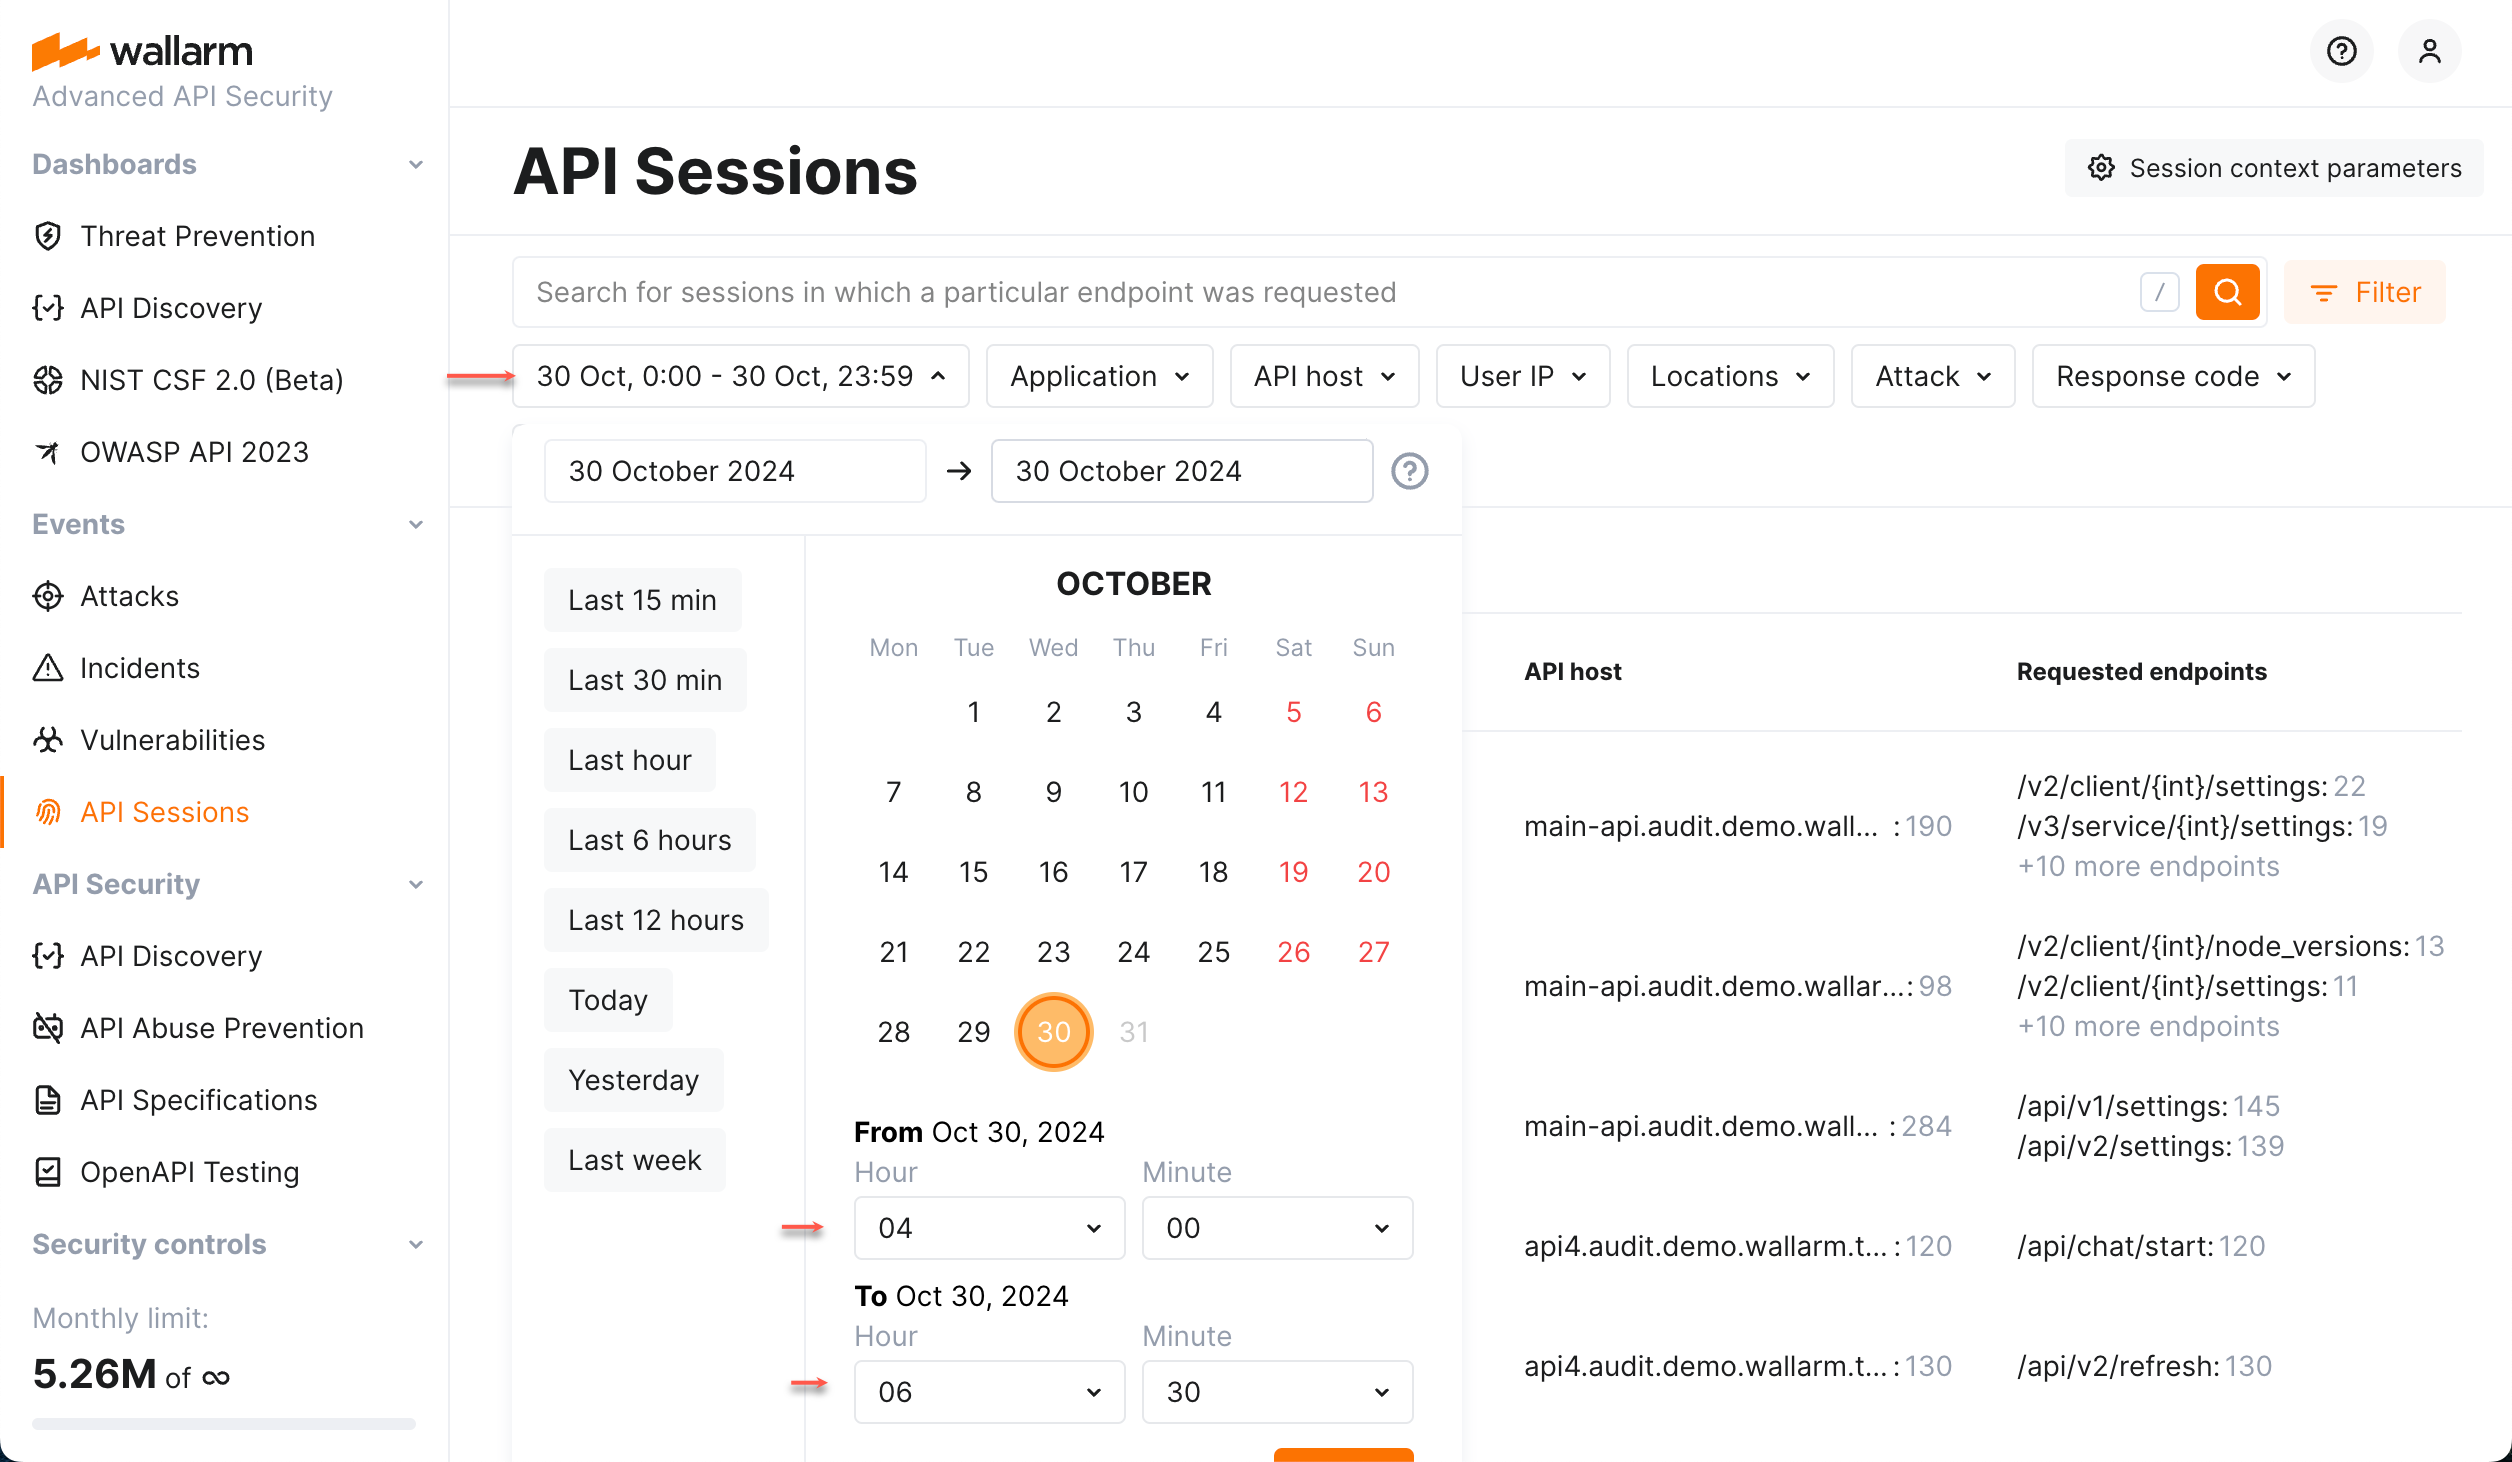 wallarm
Advanced API Security
Dashboards
Threat Prevention
API Discovery
NIST CSF 2.0 (Beta)
OWASP API 2023
Events
Attacks
Incidents
Vulnerabilities
API Sessions
API Security
API Discovery
API Abuse Prevention
API Specifications
OpenAPI Testing
Security controls
Monthly limit:
5.26M of ∞
API Sessions
Session context parameters
Search for sessions in which a particular endpoint was requested /
Filter
30 Oct, 0:00 - 30 Oct, 23:59 Application API host User IP Locations Attack Response code
30 October 2024 → 30 October 2024
Last 15 min
Last 30 min
Last hour
Last 6 hours
Last 12 hours
Today
Yesterday
Last week
OCTOBER
Mon Tue Wed Thu Fri Sat Sun
1 2 3 4 5 6
7 8 9 10 11 12 13
14 15 16 17 18 19 20
21 22 23 24 25 26 27
28 29 30 31
From Oct 30, 2024
Hour Minute
04 00
To Oct 30, 2024
Hour Minute
06 30
API host Requested endpoints
main-api.audit.demo.wall... :190
/v2/client/{int}/settings:22
/v3/service/{int}/settings:19
+10 more endpoints
main-api.audit.demo.wallar...:98
/v2/client/{int}/node_versions:13
/v2/client/{int}/settings:11
+10 more endpoints
main-api.audit.demo.wall... :284
/api/v1/settings:145
/api/v2/settings:139
api4.audit.demo.wallarm.t... :120
/api/chat/start:120
api4.audit.demo.wallarm.t... :130
/api/v2/refresh:130